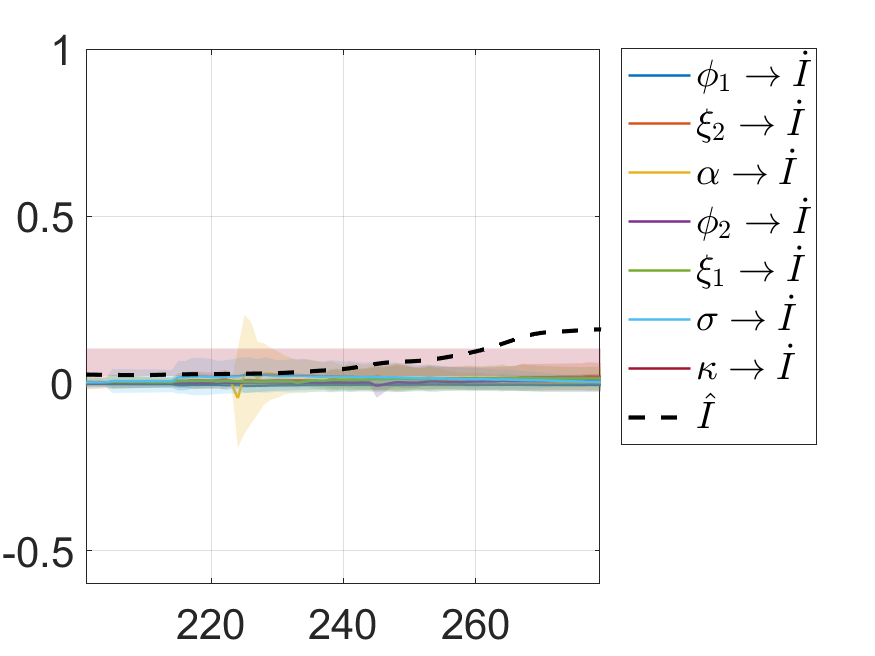 1
0.5
0
-0.5
220 240 260
ϕ₁ → İ
ξ₂ → İ
α → İ
ϕ₂ → İ
ξ₁ → İ
σ → İ
κ → İ
Î